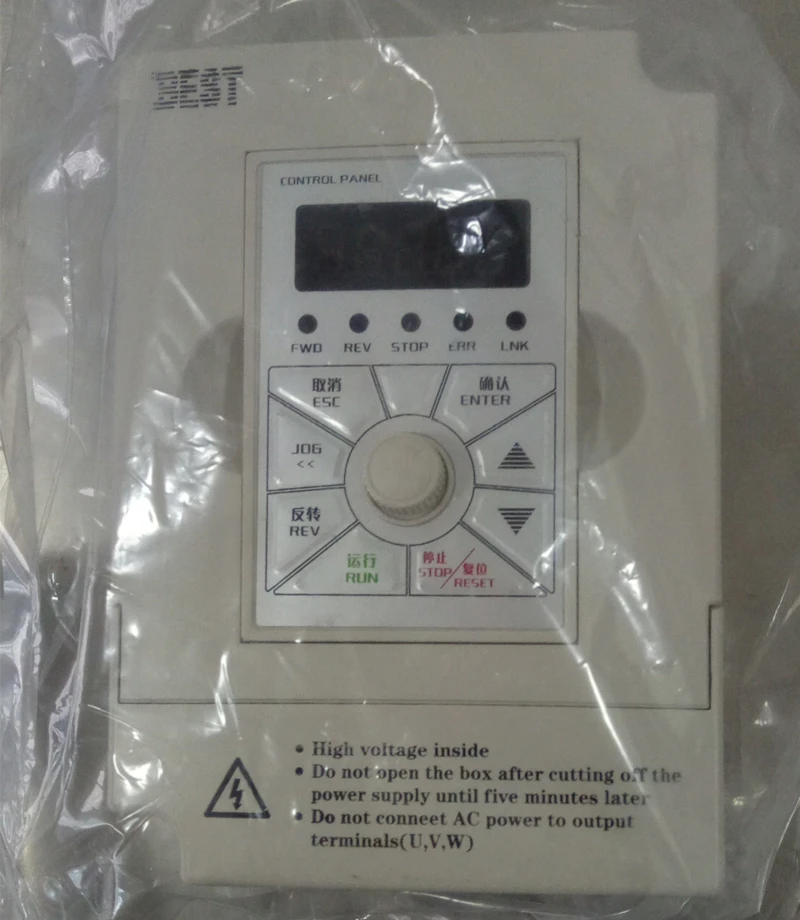 BEST
CONTROL PANEL
FWD REV STOP ERR LNK
取消 确认
ESC ENTER
JOG
<<
反转
REV
运行 停止 复位
RUN STOP/RESET
• High voltage inside
• Do not open the box after cutting off the
power supply until five minutes later
• Do not conneet AC power to output
terminals(U,V,W)